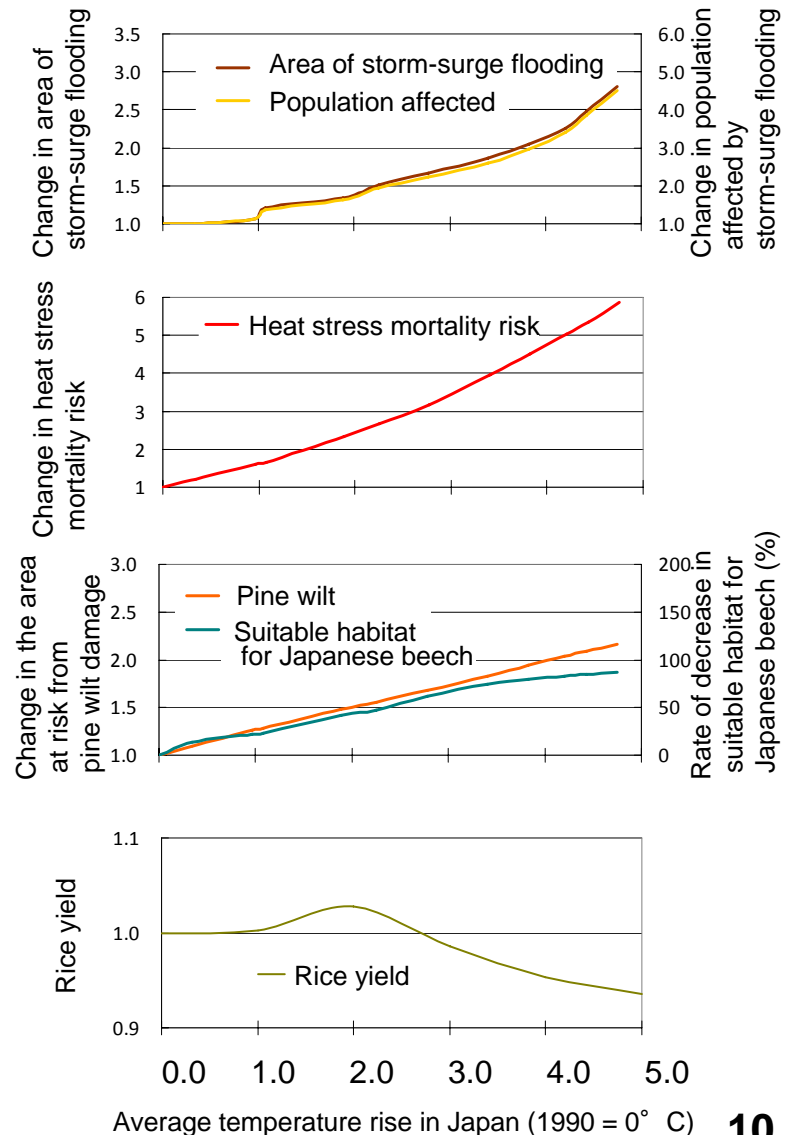 Change in area of
storm-surge flooding
3.5
3.0
2.5
2.0
1.5
1.0
Area of storm-surge flooding
Population affected
6.0
5.0
4.0
3.0
2.0
1.0
Change in population
affected by
storm-surge flooding
Change in heat stress
mortality risk
6
5
4
3
2
1
Heat stress mortality risk
Change in the area
at risk from
pine wilt damage
3.0
2.5
2.0
1.5
1.0
Pine wilt
Suitable habitat
for Japanese beech
200
150
100
50
0
Rate of decrease in
suitable habitat for
Japanese beech (%)
Rice yield
1.1
1.0
0.9
Rice yield
0.0 1.0 2.0 3.0 4.0 5.0
Average temperature rise in Japan (1990 = 0° C)
10